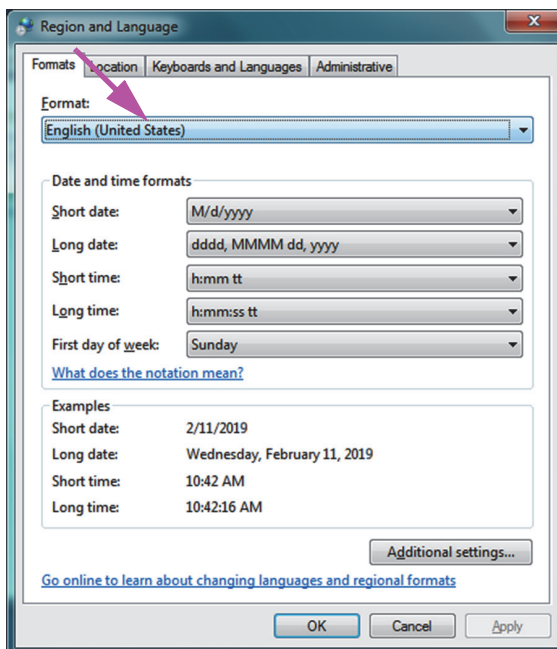 Region and Language
Formats Location Keyboards and Languages Administrative
Format:
English (United States)
Date and time formats
Short date: M/d/yyyy
Long date: dddd, MMMM dd, yyyy
Short time: h:mm tt
Long time: h:mm:ss tt
First day of week: Sunday
What does the notation mean?
Examples
Short date: 2/11/2019
Long date: Wednesday, February 11, 2019
Short time: 10:42 AM
Long time: 10:42:16 AM
Additional settings...
Go online to learn about changing languages and regional formats
OK Cancel Apply